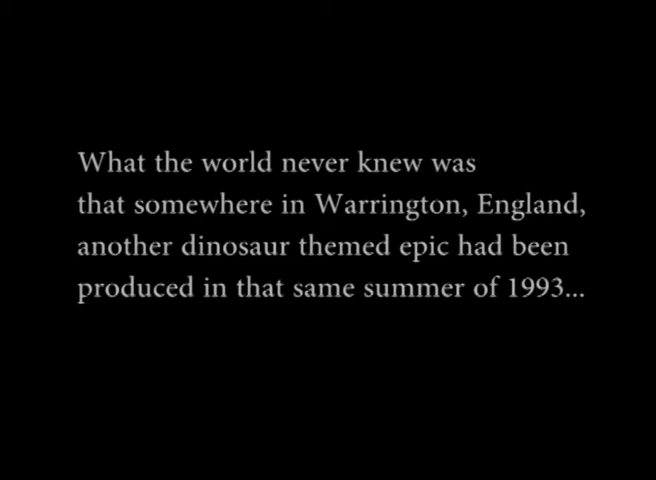 What the world never knew was
that somewhere in Warrington, England,
another dinosaur themed epic had been
produced in that same summer of 1993...